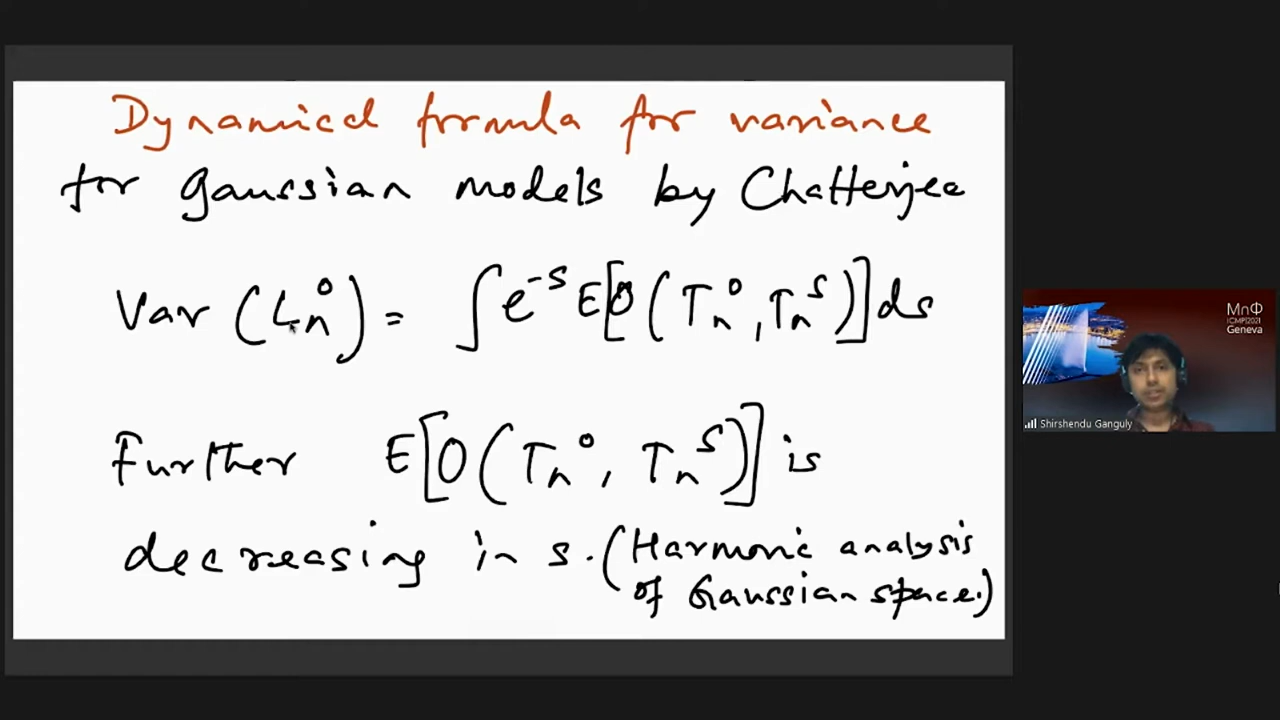 Dynamical formula for variance
for Gaussian models by Chatterjee
Var (L_n^0) = ∫ e^{-s} E[O(T_n^0, T_n^s)] ds
Further E[O(T_n^0, T_n^s)] is
decreasing in s. (Harmonic analysis
of Gaussian space.)
MnΦ
ICMP2021
Geneva
Shirshendu Ganguly